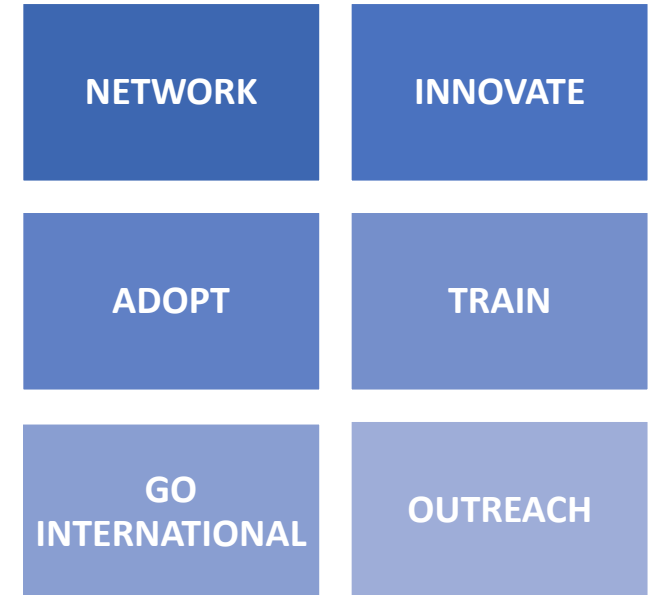 NETWORK
INNOVATE
ADOPT
TRAIN
GO
INTERNATIONAL
OUTREACH